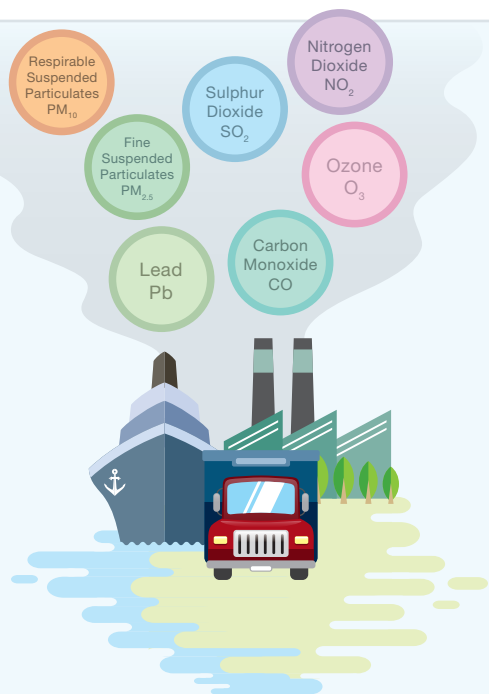 Respirable
Suspended
Particulates
PM₁₀
Fine
Suspended
Particulates
PM₂.₅
Sulphur
Dioxide
SO₂
Nitrogen
Dioxide
NO₂
Ozone
O₃
Lead
Pb
Carbon
Monoxide
CO